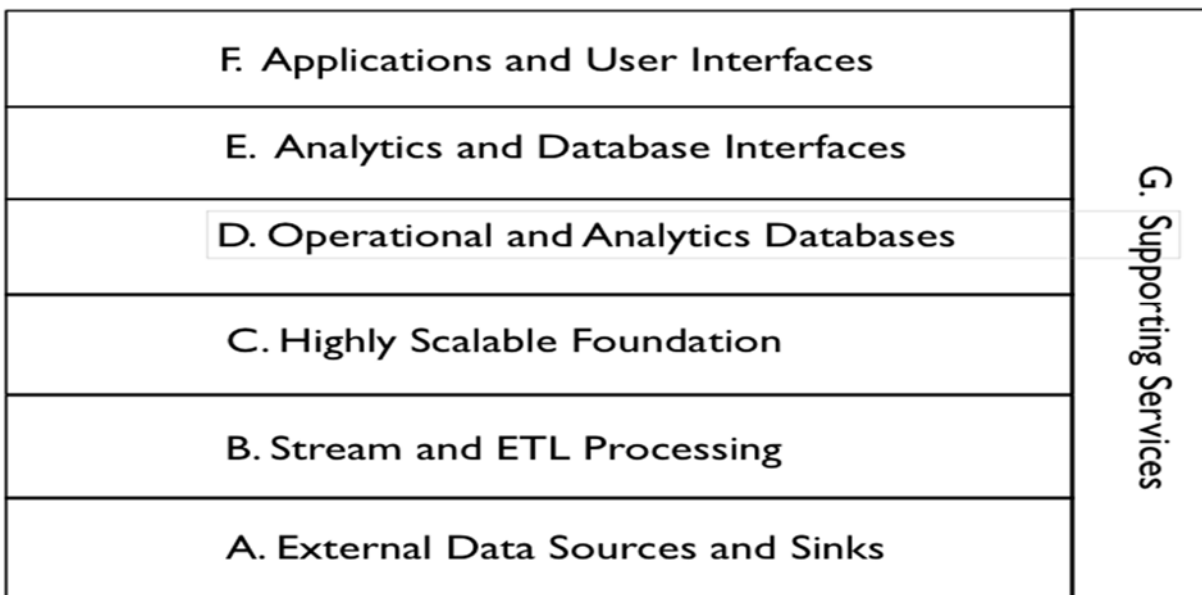 F. Applications and User Interfaces
E. Analytics and Database Interfaces
D. Operational and Analytics Databases
C. Highly Scalable Foundation
B. Stream and ETL Processing
A. External Data Sources and Sinks
G. Supporting Services